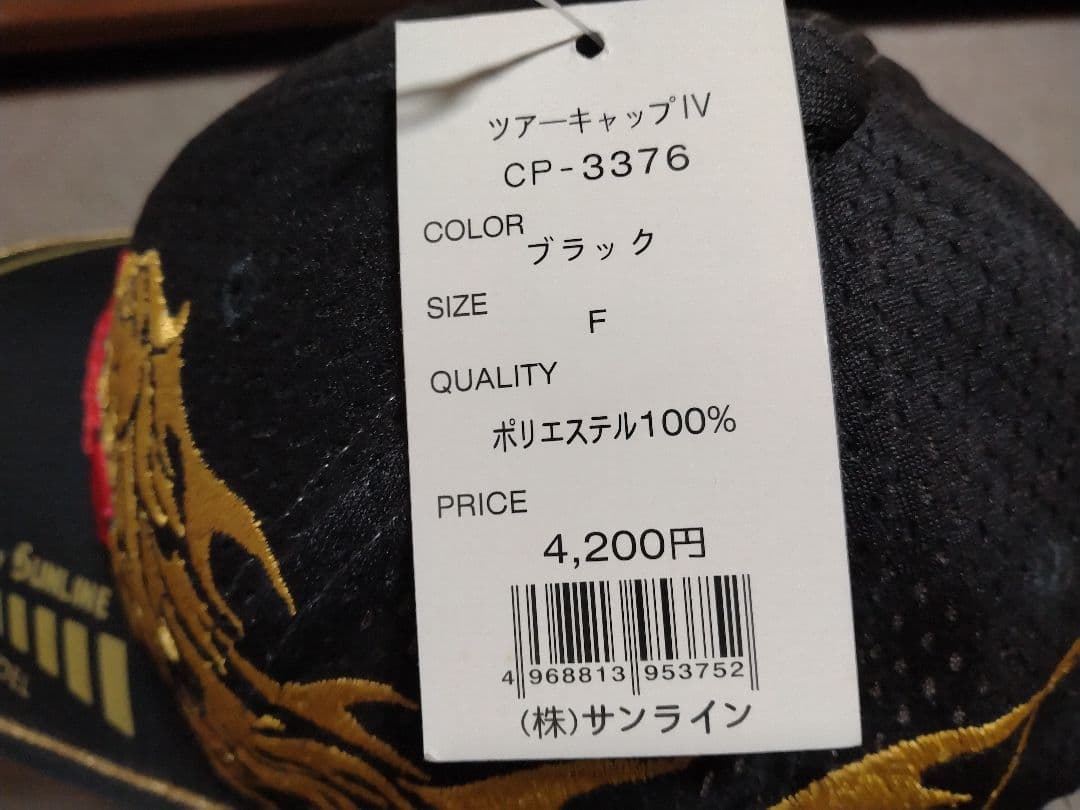 ツアーキャップⅣ
CP-3376
COLOR
ブラック
SIZE
F
QUALITY
ポリエステル100%
PRICE
4,200円
4 968813 953752
(株)サンライン
SUNLINE